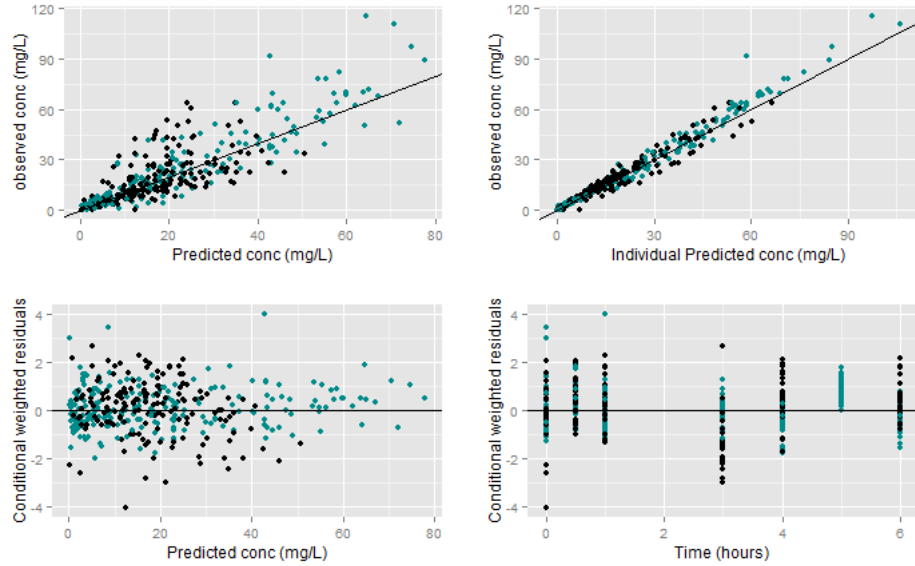 120
90
60
30
0
observed conc (mg/L)
0 20 40 60 80
Predicted conc (mg/L)
120
90
60
30
0
observed conc (mg/L)
0 30 60 90
Individual Predicted conc (mg/L)
4
2
0
-2
-4
Conditional weighted residuals
0 20 40 60 80
Predicted conc (mg/L)
4
2
0
-2
-4
Conditional weighted residuals
0 2 4 6
Time (hours)